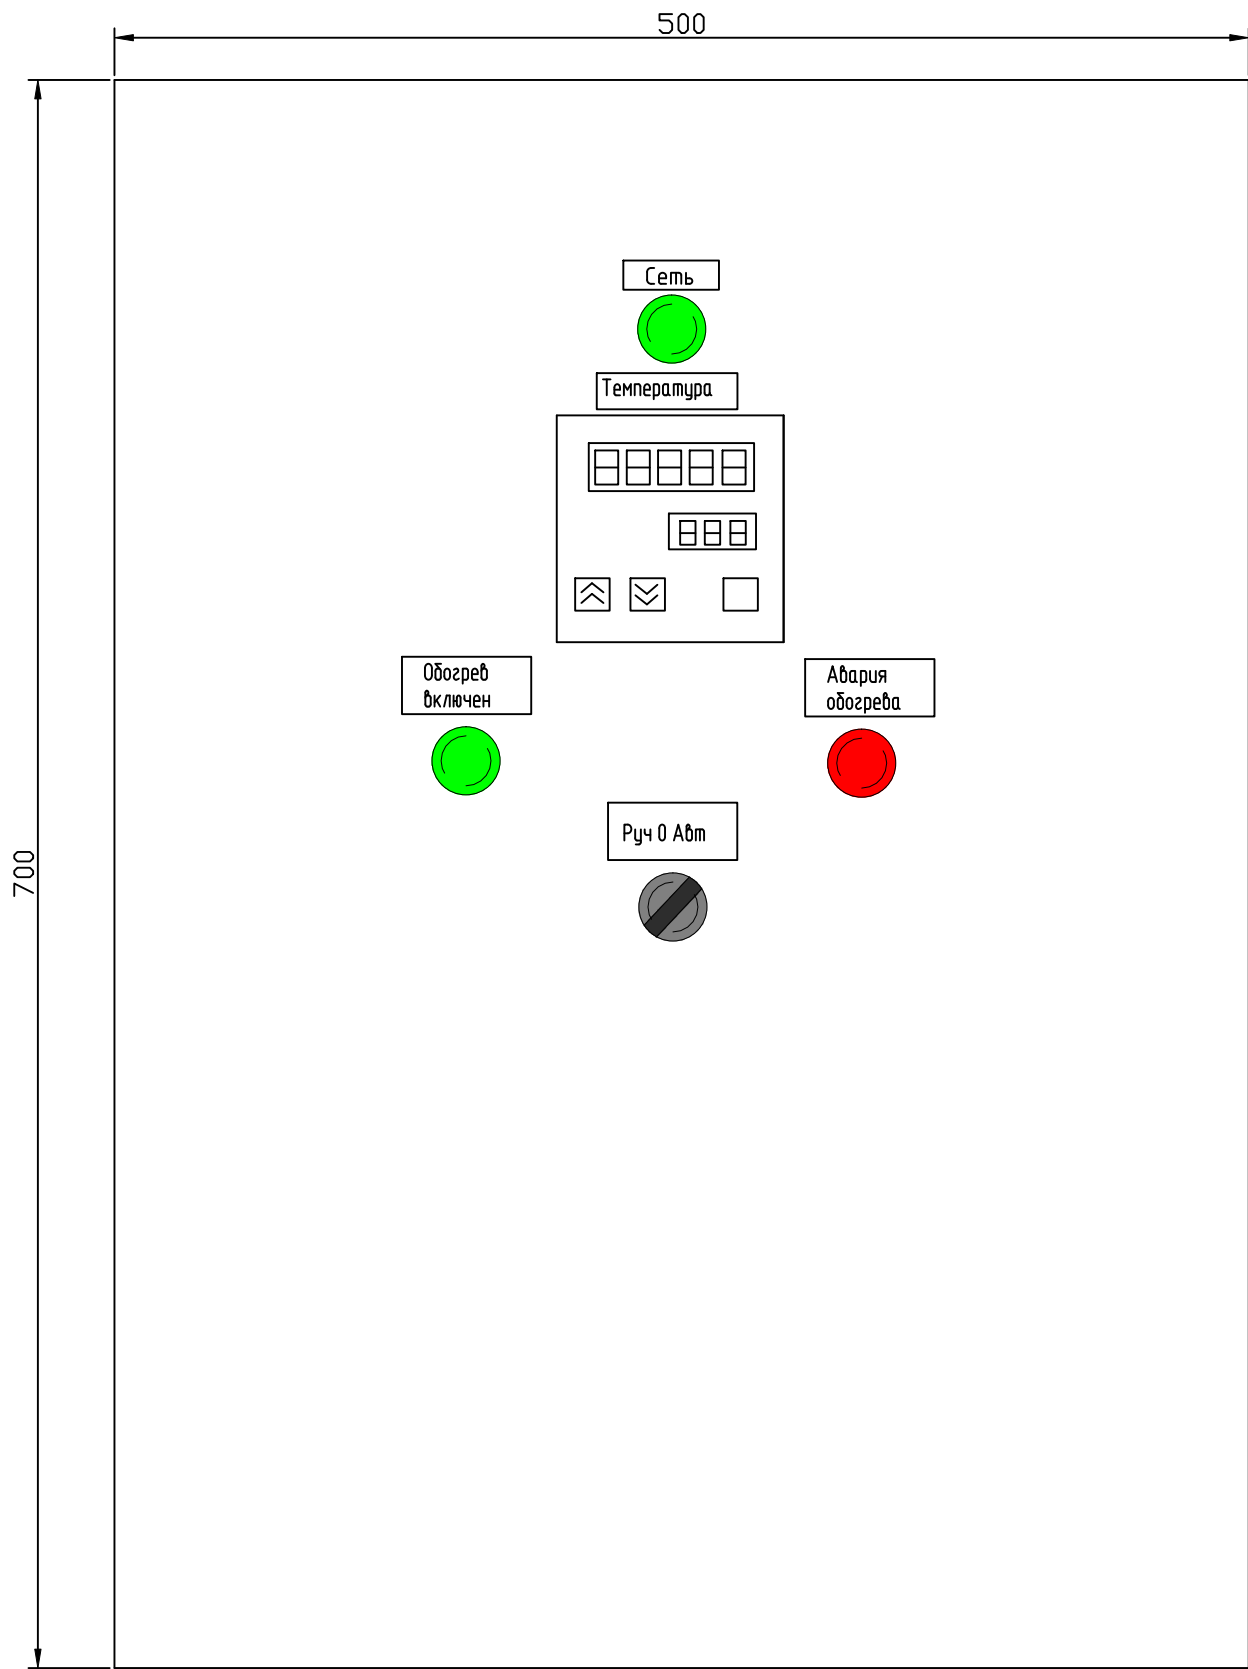 500
Сеть
Температура
Обогрев
включен
Авария
обогрева
Руч 0 Авт
700